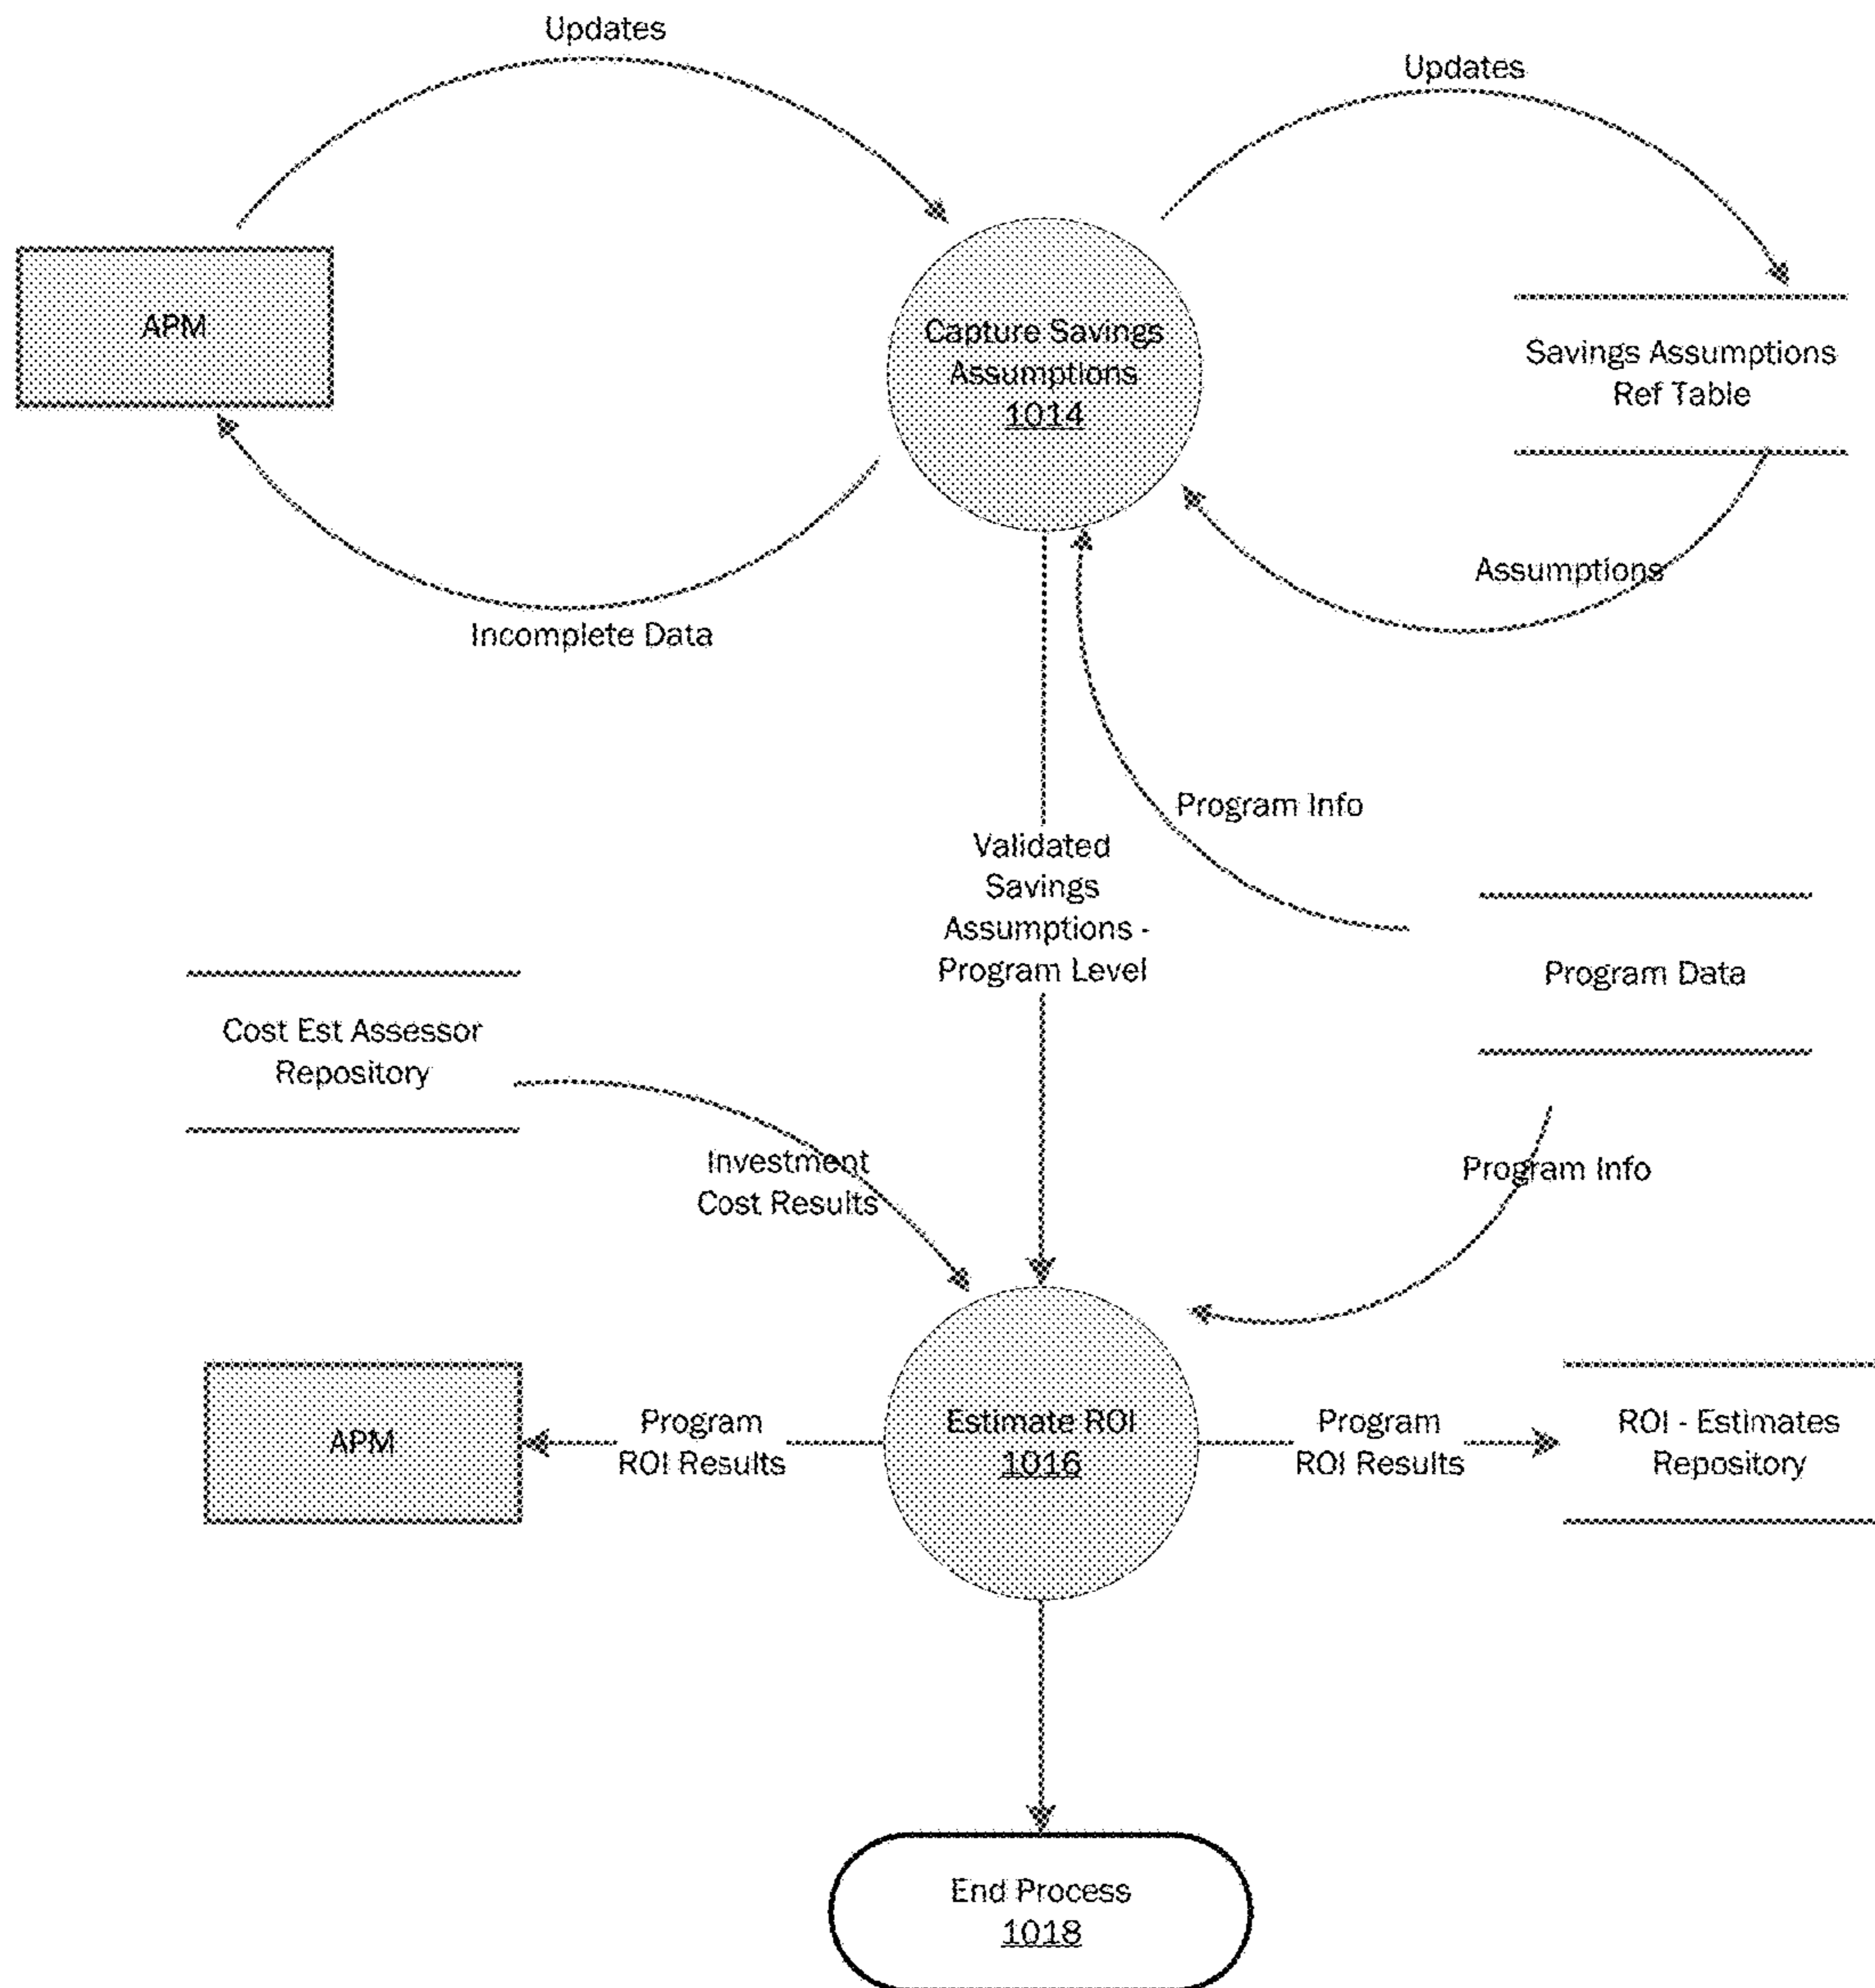 Updates
Updates
APM
Capture Savings
Assumptions
1014
Savings Assumptions
Ref Table
Assumptions
Incomplete Data
Program Info
Validated
Savings
Assumptions -
Program Level
Program Data
Cost Est Assessor
Repository
Investment
Cost Results
Program Info
APM
Program
ROI Results
Estimate ROI
1016
Program
ROI Results
ROI - Estimates
Repository
End Process
1018